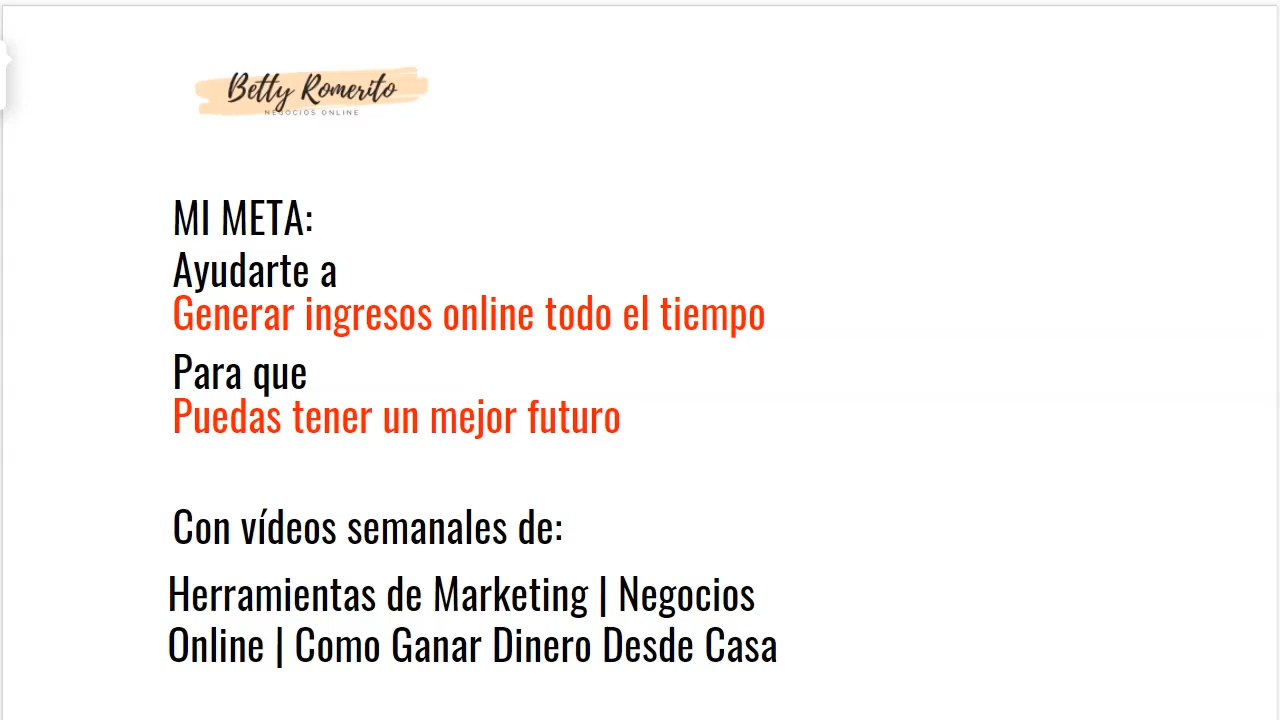 Betty Romerito
NEGOCIOS ONLINE
MI META:
Ayudarte a
Generar ingresos online todo el tiempo
Para que
Puedas tener un mejor futuro
Con vídeos semanales de:
Herramientas de Marketing | Negocios
Online | Como Ganar Dinero Desde Casa